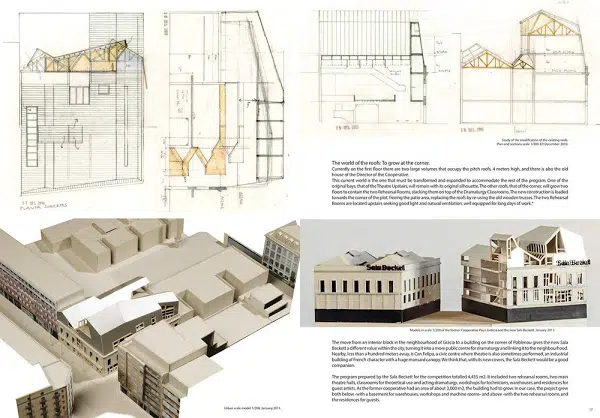 Study of the modification of the existing roofs.
Plan and sections scale 1/200. EB December 2010.
The world of the roofs: To grow at the corner.
Currently on the first floor there are two large volumes that occupy the pitch roofs, 4 meters high, and there is also the old
house of the Director of the Cooperative.
This current world is the one that must be transformed and expanded to accommodate the rest of the program. One of the
original bays, that of the Theatre Upstairs, will remain with its original silhouette. The other roofs, that of the corner, will grow two
floors to contain the two Rehearsal Rooms, stacking them on top of the Dramaturgy Classrooms. The new construction is loaded
towards the corner of the plot, freeing the patio area, replacing the roofs by re using the old wooden trusses. The two Rehearsal
Rooms are located upstairs seeking good light and natural ventilation, well equipped for long days of work."
Sala Beckett
Sala Beckett
Models in scale 1/200 of the former Cooperative Pau i Justícia and the new Sala Beckett. January 2011.
The move from an interior block in the neighbourhood of Gràcia to a building on the corner of Poblenou gives the new Sala
Beckett a different value within the city; turning it into a more public centre for dramaturgy and linking it to the neighbourhood.
Nearby, less than a hundred meters away, is Can Felipa, a civic centre where theatre is also sometimes performed, an industrial
building of French character with a huge mansard canopy. We think that, with its new covers, the Sala Beckett would be a good
companion.
The program prepared by the Sala Beckett for the competition totalled 4,435 m2. It included two rehearsal rooms, two main
theatre halls, classrooms for theoretical use and acting dramaturgy, workshops for technicians, warehouses and residences for
guest artists. As the former cooperative had an area of about 3,000 m2, the building had to grow. In our case, the project grew
both below -with a basement for warehouses, workshops and machine rooms- and above -with the two rehearsal rooms and
the residences for guests.
Urban scale model 1/200. January 2011.